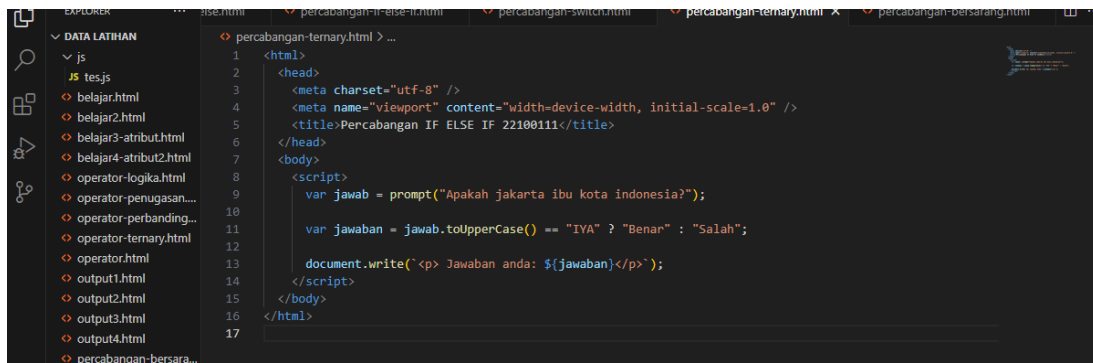 EXPLORER
else.html
percabangan-if-else-if.html
percabangan-switch.html
percabangan-ternary.html
percabangan-bersarang.html
DATA LATIHAN
js
JS tes.js
belajar.html
belajar2.html
belajar3-atribut.html
belajar4-atribut2.html
operator-logika.html
operator-penugasan....
operator-perbanding...
operator-ternary.html
operator.html
output1.html
output2.html
output3.html
output4.html
percabangan-bersara...
percabangan-ternary.html > ...
1 <html>
2 <head>
3 <meta charset="utf-8" />
4 <meta name="viewport" content="width=device-width, initial-scale=1.0" />
5 <title>Percabangan IF ELSE IF 22100111</title>
6 </head>
7 <body>
8 <script>
9 var jawab = prompt("Apakah jakarta ibu kota indonesia?");
10
11 var jawaban = jawab.toUpperCase() == "IYA" ? "Benar" : "Salah";
12
13 document.write(`<p> Jawaban anda: ${jawaban}</p>`);
14 </script>
15 </body>
16 </html>
17